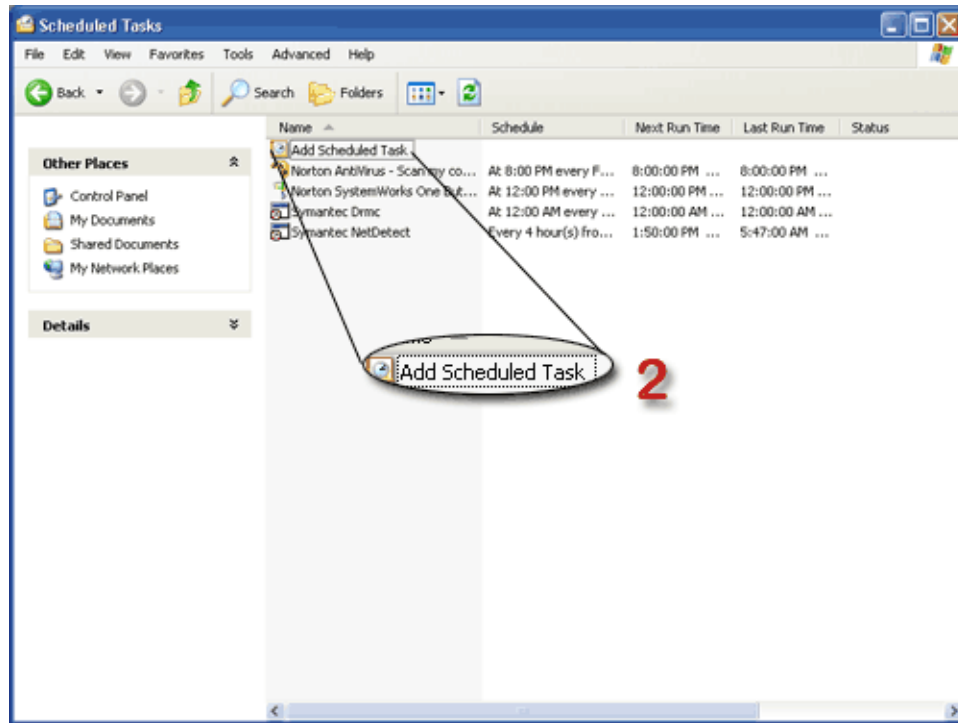 Scheduled Tasks
File Edit View Favorites Tools Advanced Help
Back Search Folders
Name Schedule Next Run Time Last Run Time Status
Add Scheduled Task
Norton AntiVirus - Scan my co... At 8:00 PM every F... 8:00:00 PM ... 8:00:00 PM ...
Norton SystemWorks One But... At 12:00 PM every ... 12:00:00 PM ... 12:00:00 PM ...
Symantec Drmc At 12:00 AM every ... 12:00:00 AM ... 12:00:00 AM ...
Symantec NetDetect Every 4 hour(s) fro... 1:50:00 PM ... 5:47:00 AM ...
Other Places
Control Panel
My Documents
Shared Documents
My Network Places
Details
Add Scheduled Task
2